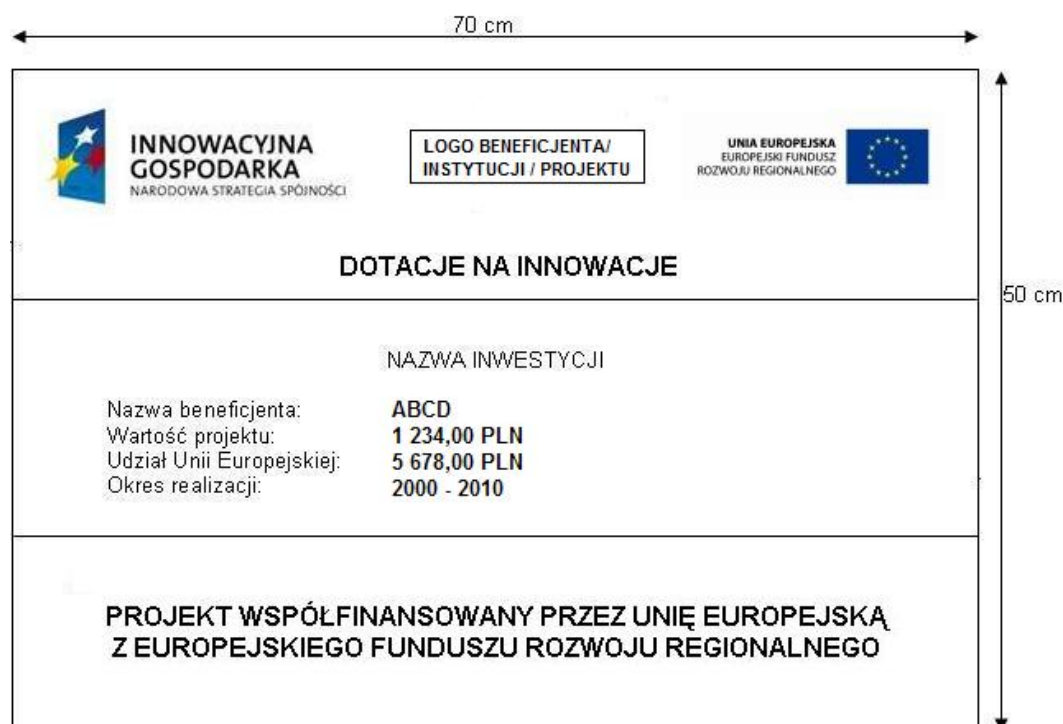 70 cm
INNOWACYJNA
GOSPODARKA
NARODOWA STRATEGIA SPÓJNOŚCI
LOGO BENEFICJENTA/
INSTYTUCJI / PROJEKTU
UNIA EUROPEJSKA
EUROPEJSKI FUNDUSZ
ROZWOJU REGIONALNEGO
DOTACJE NA INNOWACJE
50 cm
NAZWA INWESTYCJI
Nazwa beneficjenta: ABCD
Wartość projektu: 1 234,00 PLN
Udział Unii Europejskiej: 5 678,00 PLN
Okres realizacji: 2000 - 2010
PROJEKT WSPÓŁFINANSOWANY PRZEZ UNIĘ EUROPEJSKĄ
Z EUROPEJSKIEGO FUNDUSZU ROZWOJU REGIONALNEGO